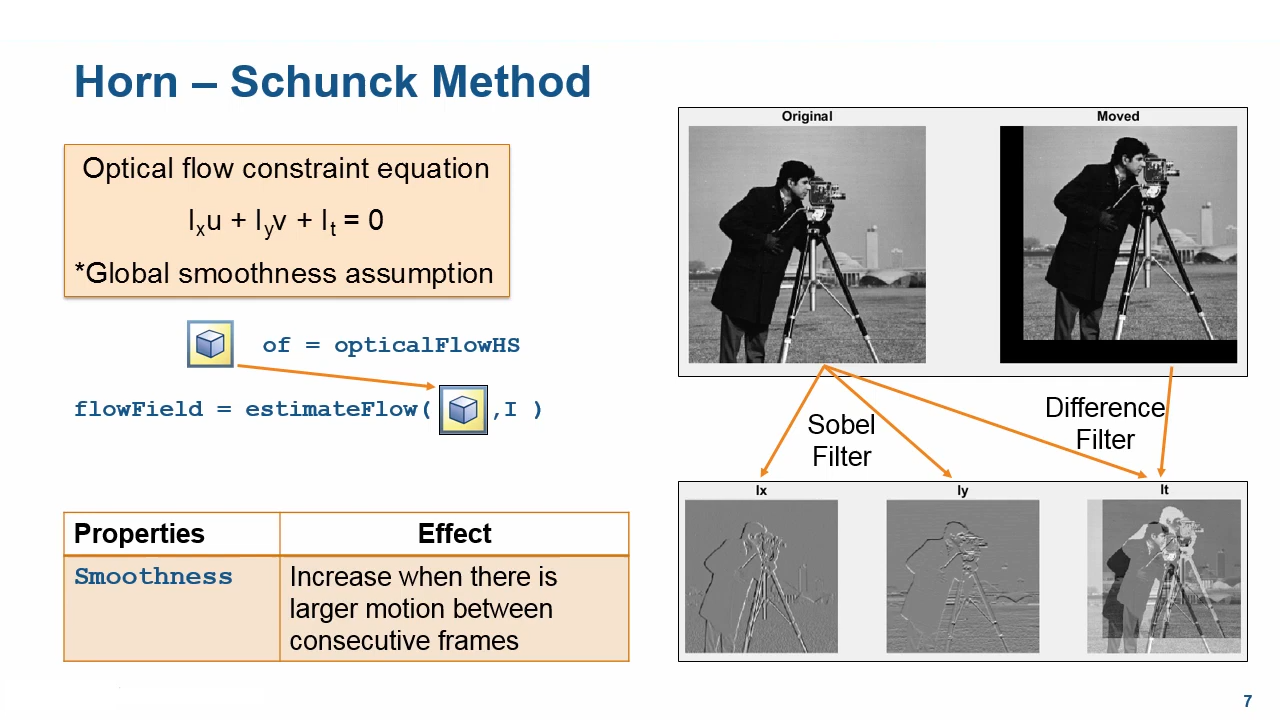 Horn – Schunck Method
Optical flow constraint equation
Iₓu + Iᵧv + Iₜ = 0
*Global smoothness assumption
of = opticalFlowHS
flowField = estimateFlow( ,I )
Properties Effect
Smoothness Increase when there is
larger motion between
consecutive frames
Original Moved
Sobel
Filter
Difference
Filter
Ix Iy It
7